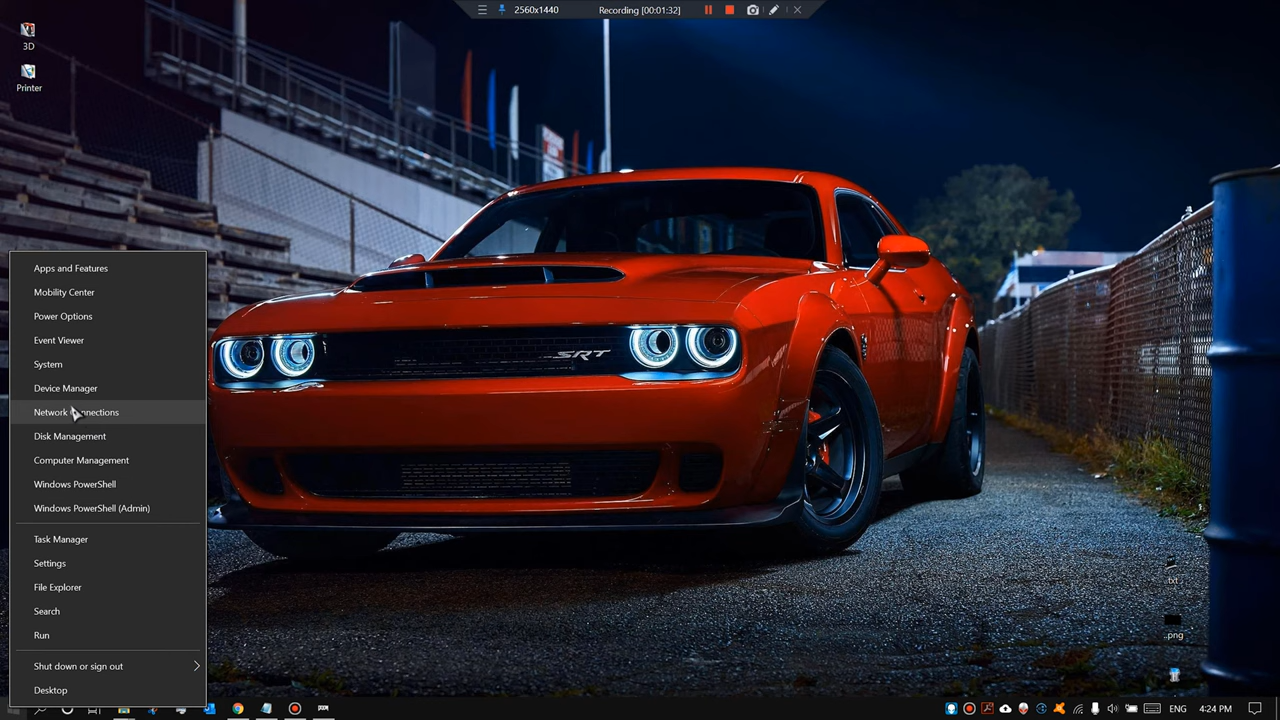 2560x1440
Recording [00:01:32]
3D
Printer
SRT
Apps and Features
Mobility Center
Power Options
Event Viewer
System
Device Manager
Network Connections
Disk Management
Computer Management
Windows PowerShell
Windows PowerShell (Admin)
Task Manager
Settings
File Explorer
Search
Run
Shut down or sign out
Desktop
txt
..png
ENG
4:24 PM